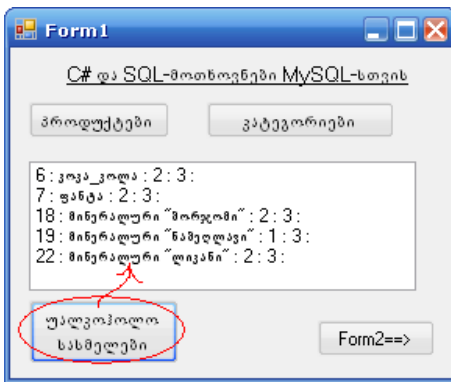 Form1
C# და SQL-მოთხოვნები MySQL-სთვის
პროდუქტები
კატეგორიები
6 : კოკა_კოლა : 2 : 3 :
7 : ფანტა : 2 : 3 :
18 : მინერალური "ბორჯომი" : 2 : 3 :
19 : მინერალური "ნაბეღლავი" : 1 : 3 :
22 : მინერალური "ლიკანი" : 2 : 3 :
უალკოჰოლო
სასმელები
Form2==>